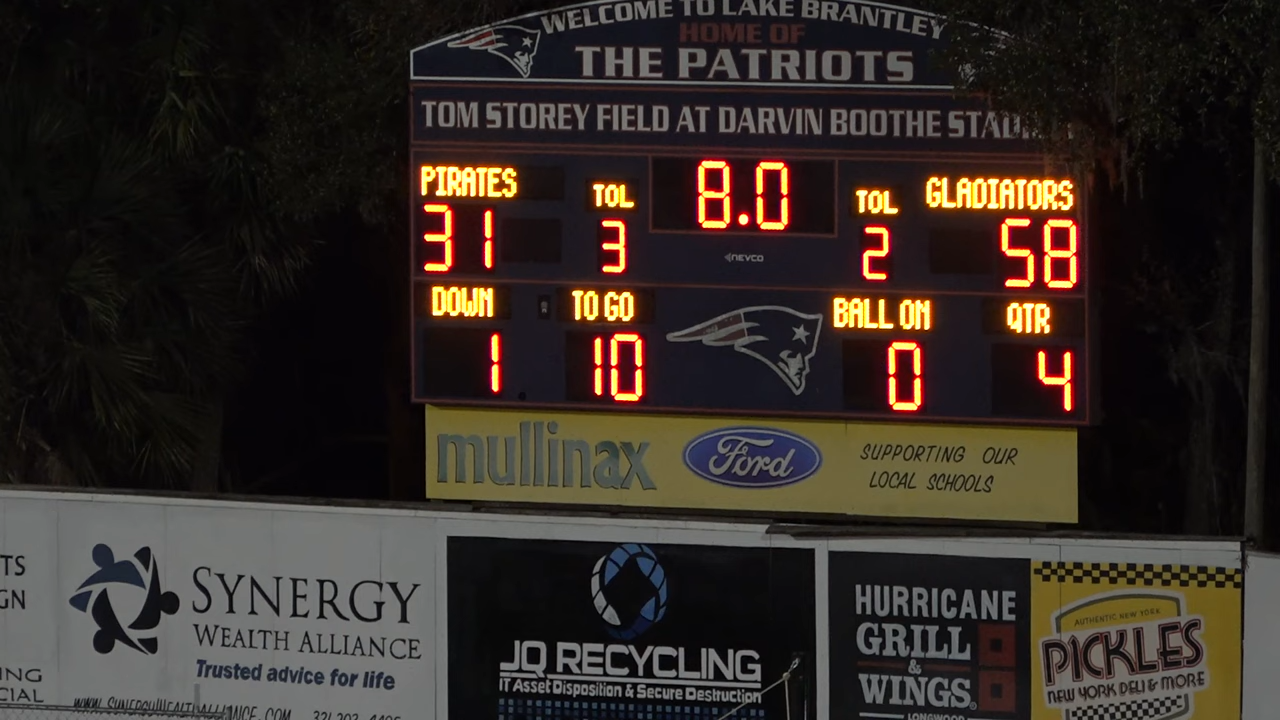 WELCOME TO LAKE BRANTLEY
HOME OF
THE PATRIOTS
TOM STOREY FIELD AT DARVIN BOOTHE
PIRATES TOL 8.0 TOL GLADIATORS
31 3 2 58
NEVCO
DOWN TO GO BALL ON QTR
1 10 0 4
mullinax Ford SUPPORTING OUR
LOCAL SCHOOLS
SYNERGY
WEALTH ALLIANCE
Trusted advice for life
JQ RECYCLING
IT Asset Disposition & Secure Destruction
HURRICANE
GRILL
&
WINGS
LONGWOOD
AUTHENTIC NEW YORK
PICKLES
NEW YORK DELI & MORE